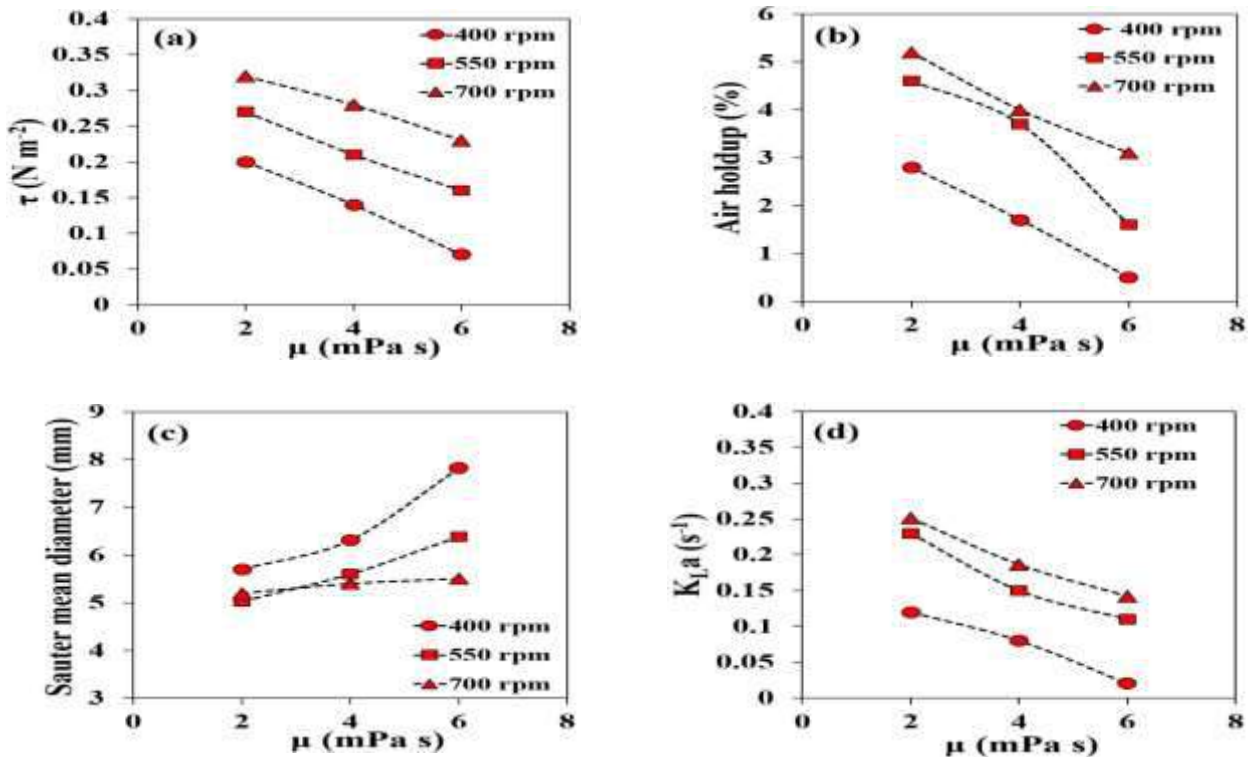 (a)
400 rpm
550 rpm
700 rpm
0.4
0.35
0.3
0.25
0.2
0.15
0.1
0.05
0
τ (N m⁻²)
0 2 4 6 8
μ (mPa s)
(b)
400 rpm
550 rpm
700 rpm
6
5
4
3
2
1
0
Air holdup (%)
0 2 4 6 8
μ (mPa s)
(c)
400 rpm
550 rpm
700 rpm
9
8
7
6
5
4
3
Sauter mean diameter (mm)
0 2 4 6 8
μ (mPa s)
(d)
400 rpm
550 rpm
700 rpm
0.4
0.35
0.3
0.25
0.2
0.15
0.1
0.05
0
K_La (s⁻¹)
0 2 4 6 8
μ (mPa s)